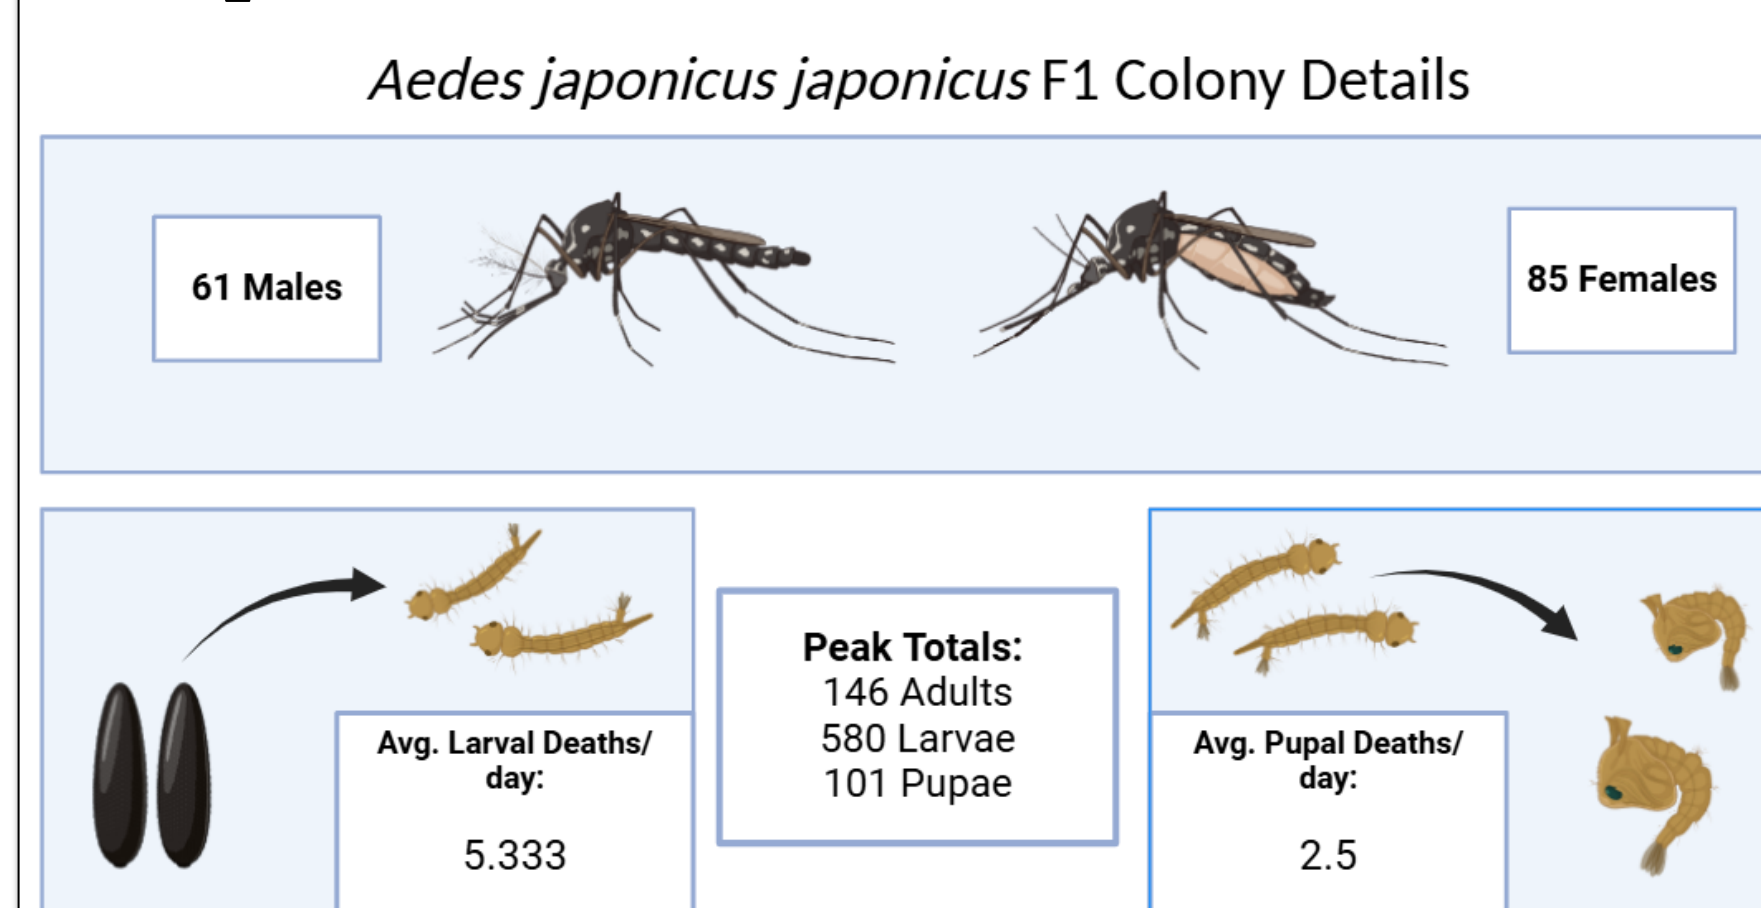 Aedes japonicus japonicus F1 Colony Details
61 Males
85 Females
Avg. Larval Deaths/
day:
5.333
Peak Totals:
146 Adults
580 Larvae
101 Pupae
Avg. Pupal Deaths/
day:
2.5